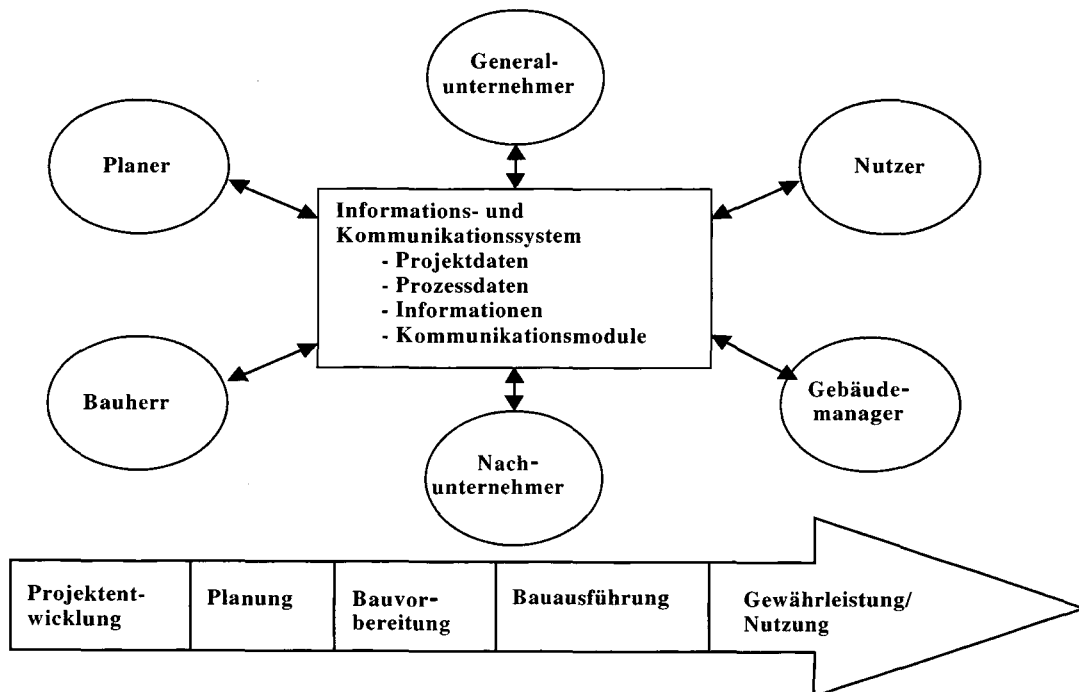 General-
unternehmer
Planer
Nutzer
Informations- und
Kommunikationssystem
- Projektdaten
- Prozessdaten
- Informationen
- Kommunikationsmodule
Bauherr
Gebäude-
manager
Nach-
unternehmer
Projektent-
wicklung
Planung
Bauvor-
bereitung
Bauausführung
Gewährleistung/
Nutzung